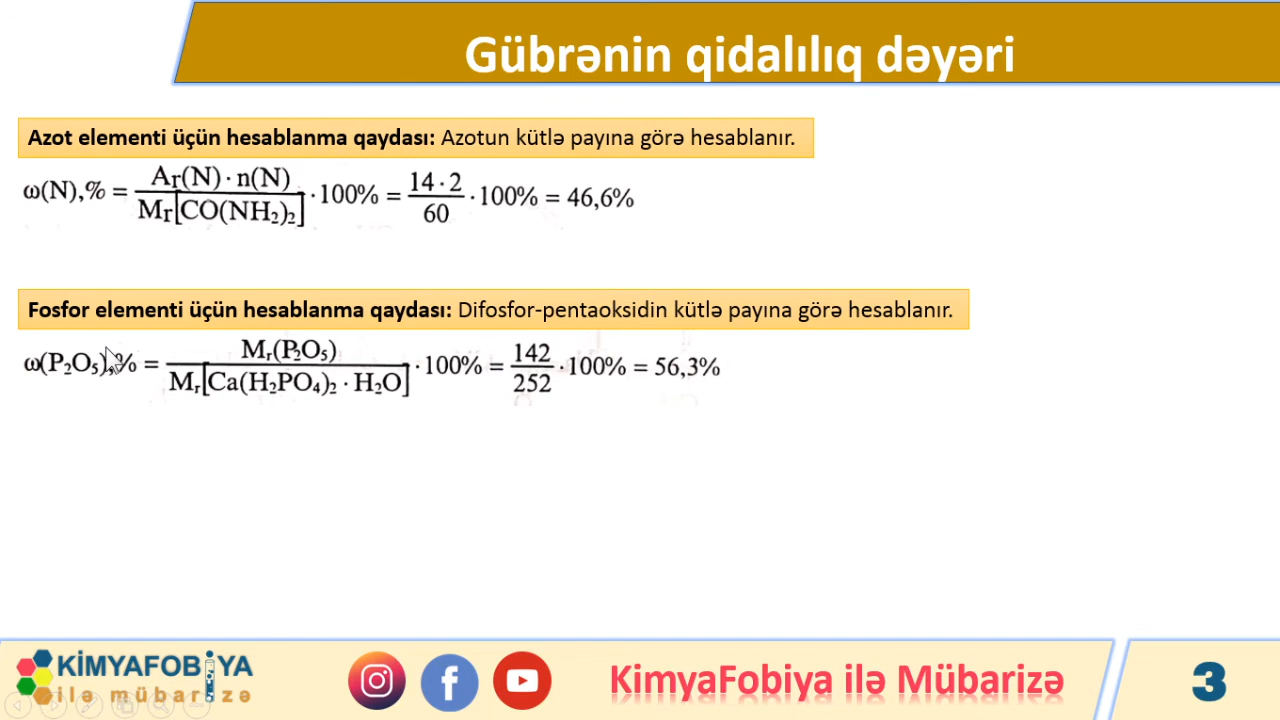 Gübrənin qidalılıq dəyəri
Azot elementi üçün hesablanma qaydası: Azotun kütlə payına görə hesablanır.
ω(N),% = Ar(N) · n(N) / Mr[CO(NH₂)₂] · 100% = 14 · 2 / 60 · 100% = 46,6%
Fosfor elementi üçün hesablanma qaydası: Difosfor-pentaoksidin kütlə payına görə hesablanır.
ω(P₂O₅),% = Mr(P₂O₅) / Mr[Ca(H₂PO₄)₂ · H₂O] · 100% = 142 / 252 · 100% = 56,3%
KİMYAFOBİYA
ilə mübarizə
KimyaFobiya ilə Mübarizə
3